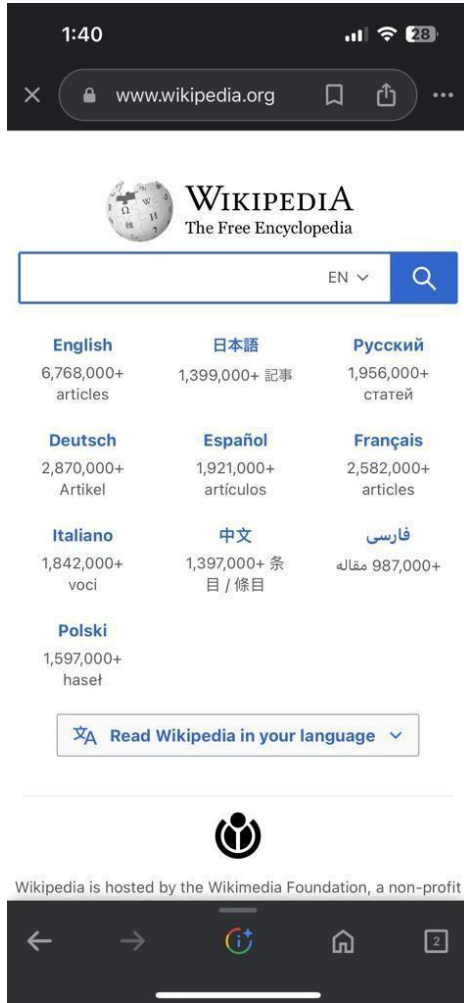 1:40
28
www.wikipedia.org
WIKIPEDIA
The Free Encyclopedia
EN
English
6,768,000+
articles
日本語
1,399,000+ 記事
Русский
1,956,000+
статей
Deutsch
2,870,000+
Artikel
Español
1,921,000+
artículos
Français
2,582,000+
articles
Italiano
1,842,000+
voci
中文
1,397,000+ 条
目 / 條目
فارسی
987,000+ مقاله
Polski
1,597,000+
haseł
Read Wikipedia in your language
Wikipedia is hosted by the Wikimedia Foundation, a non-profit
2